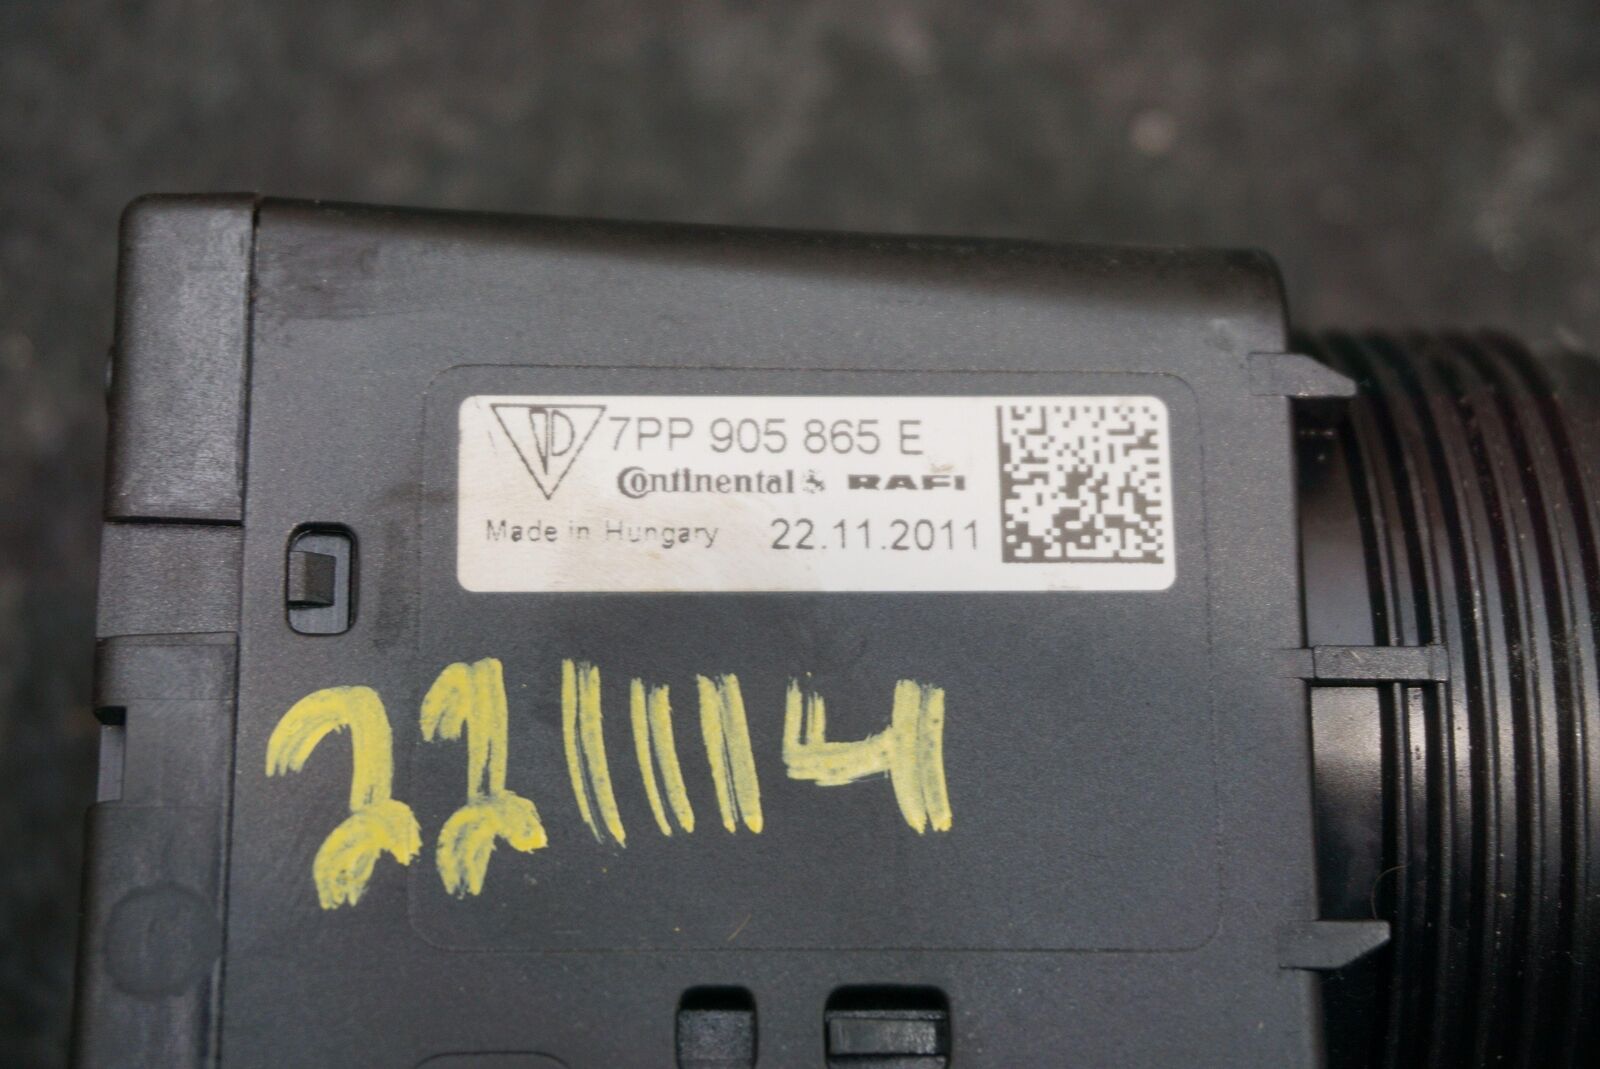 7PP 905 865 E
Continental RAFI
Made in Hungary 22.11.2011
221114